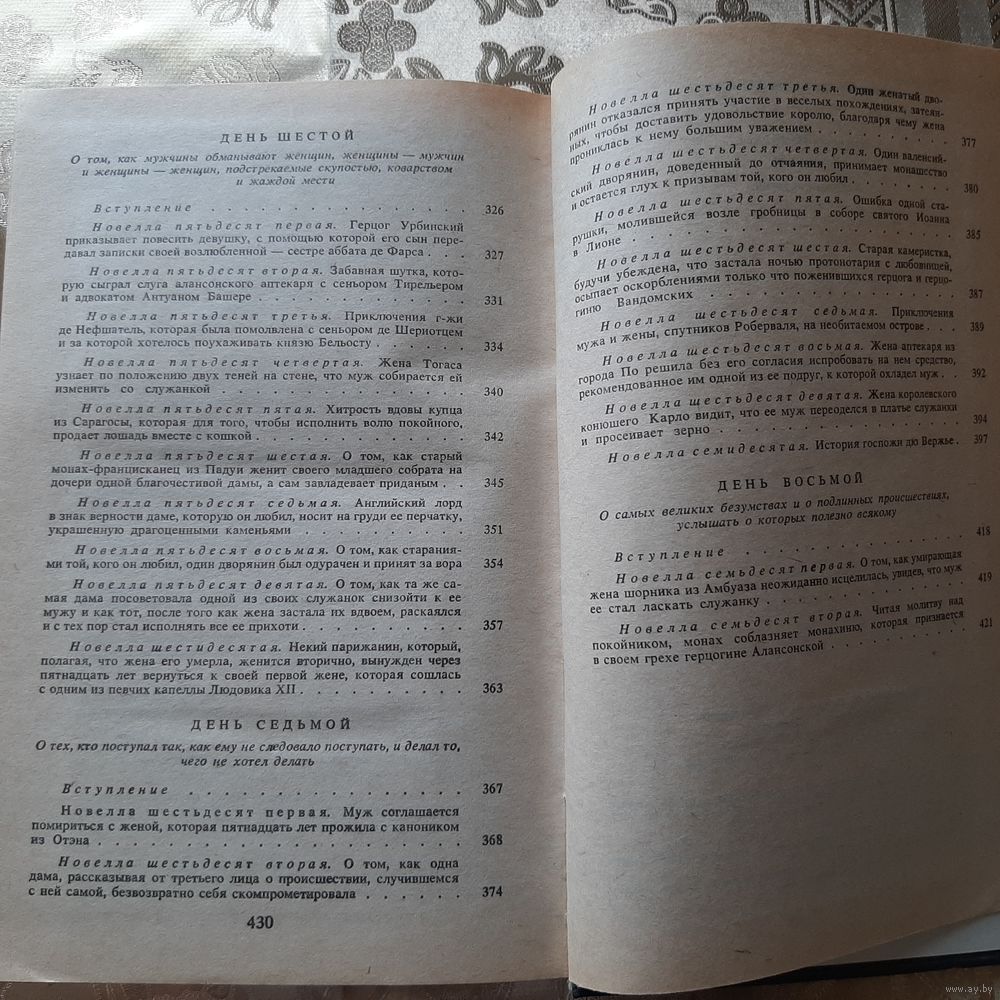 ДЕНЬ ШЕСТОЙ
О том, как мужчины обманывают женщин, женщины — мужчин
и женщины — женщин, подстрекаемые скупостью, коварством
и жаждой мести
Вступление . . . . . . . . . . . . . . . 326
Новелла пятьдесят первая. Герцог Урбинский
приказывает повесить девушку, с помощью которой его сын пере-
давал записки своей возлюбленной — сестре аббата де Фарса . . . 327
Новелла пятьдесят вторая. Забавная шутка, кото-
рую сыграл слуга алансонского аптекаря с сеньором Тирельером
и адвокатом Антуаном Башере . . . . . . . . . . 331
Новелла пятьдесят третья. Приключения г-жи
де Нефшатель, которая была помолвлена с сеньором де Шериотцем
и за которой хотелось поухаживать князю Бельосту . . . . . 334
Новелла пятьдесят четвертая. Жена Тогаса
узнает по положению двух теней на стене, что муж собирается ей
изменить со служанкой . . . . . . . . . . . . 340
Новелла пятьдесят пятая. Хитрость вдовы купца
из Сарагосы, которая для того, чтобы исполнить волю покойного,
продает лошадь вместе с кошкой . . . . . . . . . . 342
Новелла пятьдесят шестая. О том, как старый
монах-францисканец из Падуи женит своего младшего собрата на
дочери одной благочестивой дамы, а сам завладевает приданым . . 345
Новелла пятьдесят седьмая. Английский лорд
в знак верности даме, которую он любил, носит на груди ее перчатку,
украшенную драгоценными каменьями . . . . . . . . 351
Новелла пятьдесят восьмая. О том, как старания-
ми той, кого он любил, один дворянин был одурачен и принят за вора 354
Новелла пятьдесят девятая. О том, как та же са-
мая дама посоветовала одной из своих служанок снизойти к ее
мужу и как тот, после того как жена застала их вдвоем, раскаялся
и с тех пор стал исполнять все ее прихоти . . . . . . . . 357
Новелла шестидесятая. Некий парижанин, который,
полагая, что жена его умерла, женится вторично, вынужден через
пятнадцать лет вернуться к своей первой жене, которая сошлась
с одним из певчих капеллы Людовика XII . . . . . . . . 363
ДЕНЬ СЕДЬМОЙ
О тех, кто поступал так, как ему не следовало поступать, и делал то,
чего не хотел делать
Вступление . . . . . . . . . . . . . . . 367
Новелла шестьдесят первая. Муж соглашается
помириться с женой, которая пятнадцать лет прожила с каноником
из Отэна . . . . . . . . . . . . . . . . . 368
Новелла шестьдесят вторая. О том, как одна
дама, рассказывая от третьего лица о происшествии, случившемся
с ней самой, безвозвратно себя скомпрометировала . . . . . . 374
430
Новелла шестьдесят третья. Один женатый дво-
рянин отказался принять участие в веселых похождениях, затеян-
ных, чтобы доставить удовольствие королю, благодаря чему жена
прониклась к нему большим уважением . . . . . . . . 377
Новелла шестьдесят четвертая. Один валенсий-
ский дворянин, доведенный до отчаяния, принимает монашество
и остается глух к призывам той, кого он любил . . . . . . 380
Новелла шестьдесят пятая. Ошибка одной ста-
рушки, молившейся возле гробницы в соборе святого Иоанна
в Лионе . . . . . . . . . . . . . . . . . 385
Новелла шестьдесят шестая. Старая камеристка,
будучи убеждена, что застала ночью протонотария с любовницей,
осыпает оскорблениями только что поженившихся герцога и герцо-
гиню Вандомских . . . . . . . . . . . . . . 387
Новелла шестьдесят седьмая. Приключения
мужа и жены, спутников Роберваля, на необитаемом острове . . . 389
Новелла шестьдесят восьмая. Жена аптекаря из
города По решила без его согласия испробовать на нем средство,
рекомендованное им одной из ее подруг, к которой охладел муж . . 392
Новелла шестьдесят девятая. Жена королевского
конюшего Карло видит, что ее муж переоделся в платье служанки
и просеивает зерно . . . . . . . . . . . . . 394
Новелла семидесятая. История госпожи дю Вержье . 397
ДЕНЬ ВОСЬМОЙ
О самых великих безумствах и о подлинных происшествиях,
услышать о которых полезно всякому
Вступление . . . . . . . . . . . . . . . 418
Новелла семьдесят первая. О том, как умирающая
жена шорника из Амбуаза неожиданно исцелилась, увидев, что муж
ее стал ласкать служанку . . . . . . . . . . . 419
Новелла семьдесят вторая. Читая молитву над
покойником, монах соблазняет монахиню, которая признается
в своем грехе герцогине Алансонской . . . . . . . . 421
www.ay.by